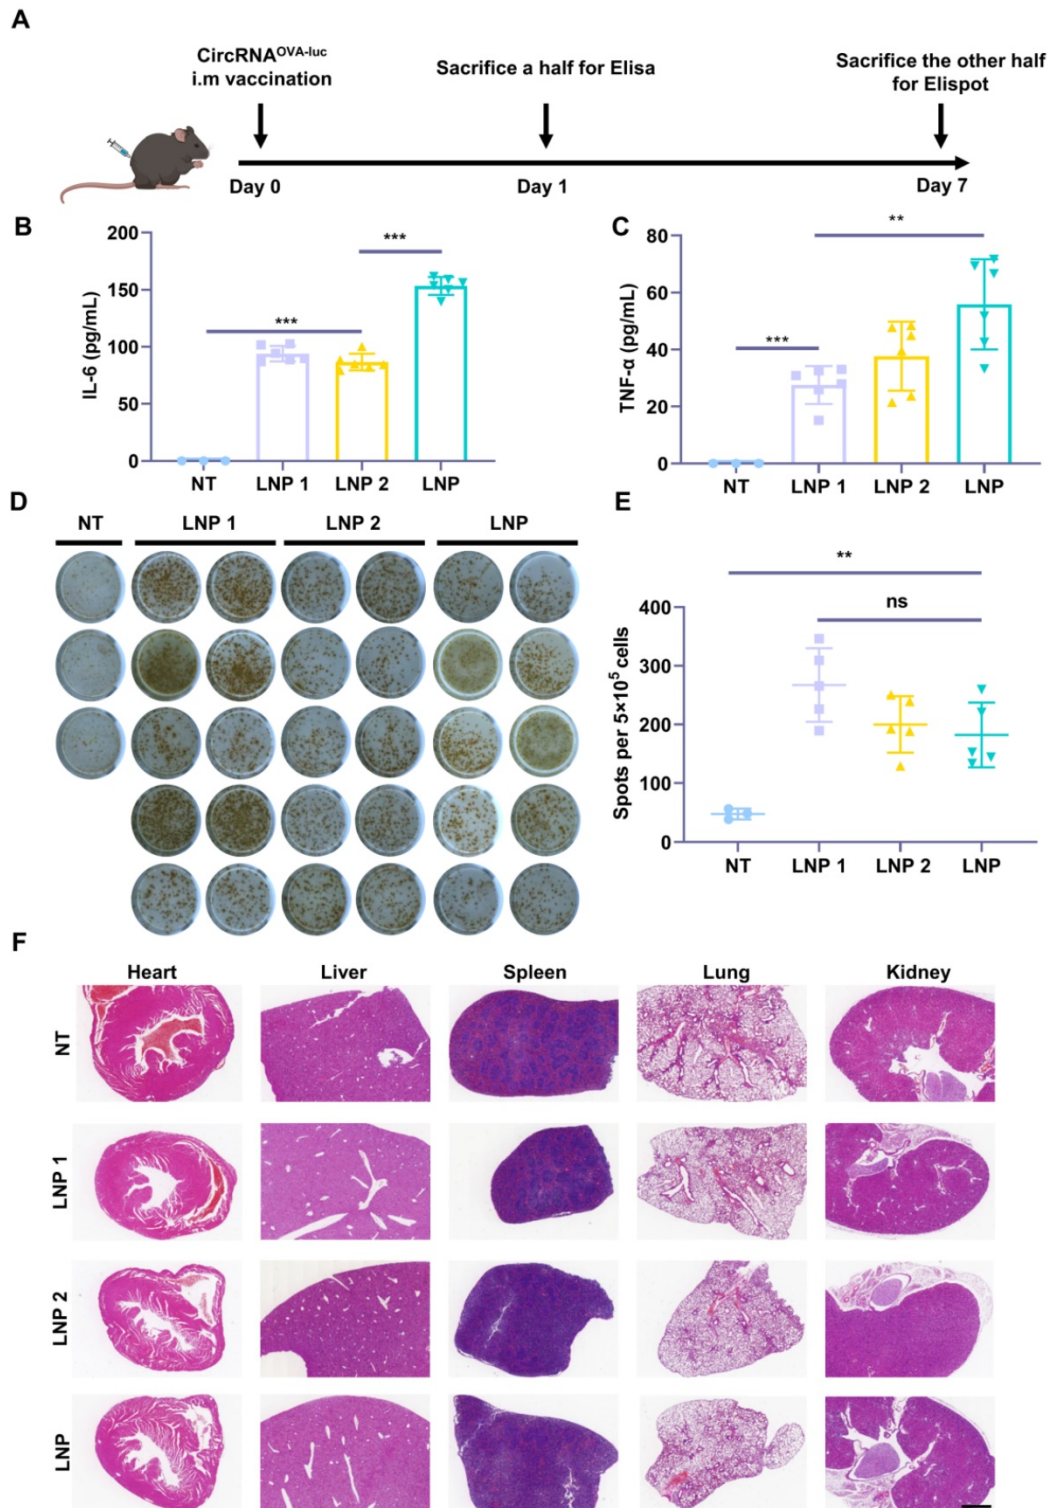 A
CircRNA^OVA-luc
i.m vaccination
Sacrifice a half for Elisa
Sacrifice the other half
for Elispot
Day 0
Day 1
Day 7
B
IL-6 (pg/mL)
200
150
100
50
0
***
***
NT
LNP 1
LNP 2
LNP
C
TNF-α (pg/mL)
80
60
40
20
0
**
***
NT
LNP 1
LNP 2
LNP
D
NT
LNP 1
LNP 2
LNP
E
Spots per 5×10⁵ cells
400
300
200
100
0
**
ns
NT
LNP 1
LNP 2
LNP
F
Heart
Liver
Spleen
Lung
Kidney
NT
LNP 1
LNP 2
LNP